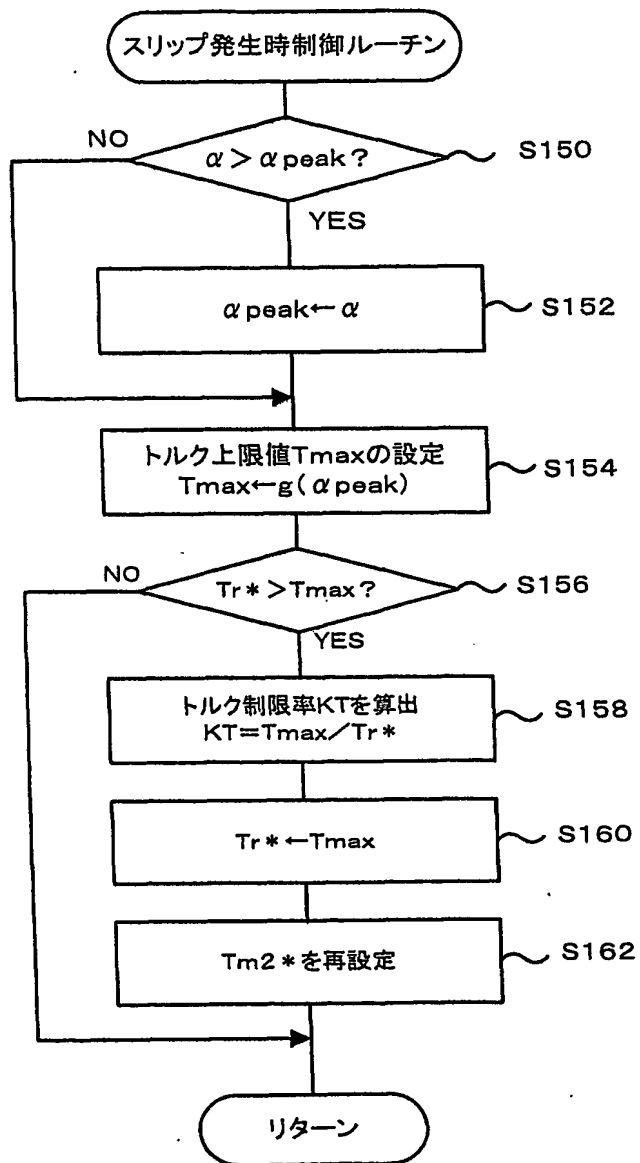 スリップ発生時制御ルーチン
NO
α>αpeak?
S150
YES
αpeak←α
S152
トルク上限値Tmaxの設定
Tmax←g(αpeak)
S154
NO
Tr*>Tmax?
S156
YES
トルク制限率KTを算出
KT=Tmax/Tr*
S158
Tr*←Tmax
S160
Tm2*を再設定
S162
リターン